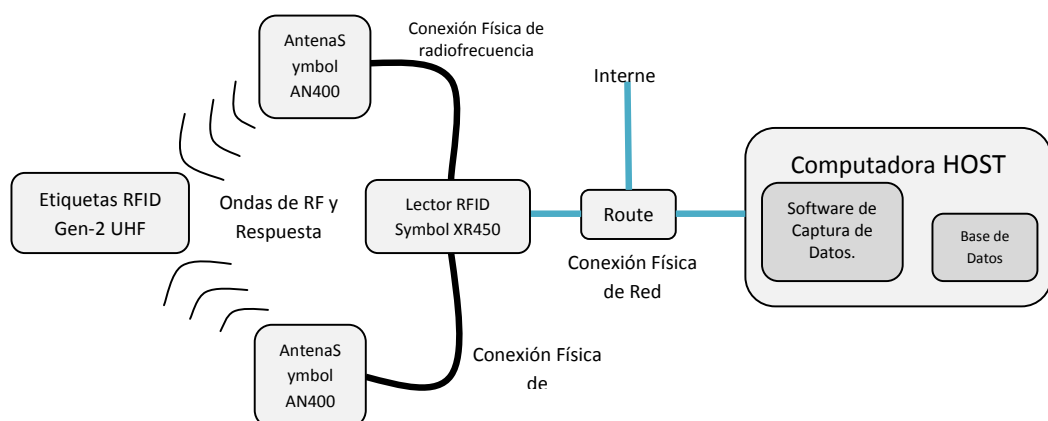 AntenaS
ymbol
AN400
Conexión Física de
radiofrecuencia
Interne
Etiquetas RFID
Gen-2 UHF
Ondas de RF y
Respuesta
Lector RFID
Symbol XR450
Route
Conexión Física
de Red
Computadora HOST
Software de
Captura de
Datos.
Base de
Datos
AntenaS
ymbol
AN400
Conexión Física
de